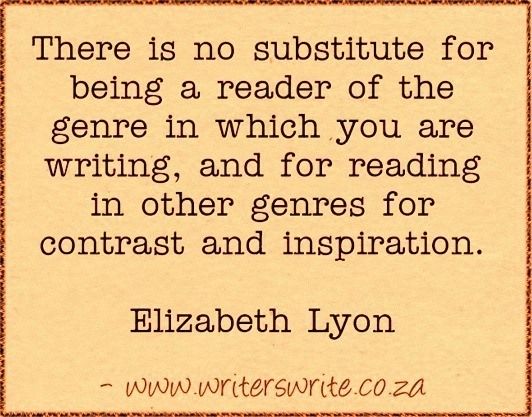 There is no substitute for
being a reader of the
genre in which you are
writing, and for reading
in other genres for
contrast and inspiration.
Elizabeth Lyon
- www.writerswrite.co.za